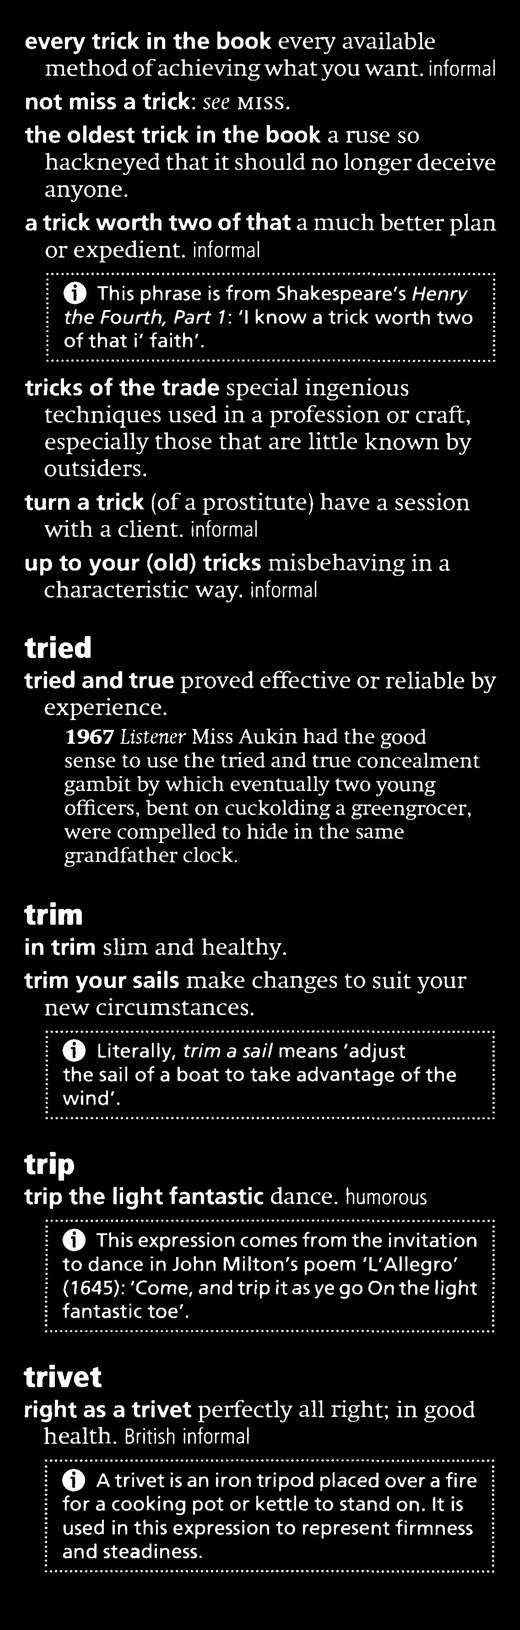 every trick in the book every available
method of achieving what you want. informal
not miss a trick: see MISS.
the oldest trick in the book a ruse so
hackneyed that it should no longer deceive
anyone.
a trick worth two of that a much better plan
or expedient. informal
i This phrase is from Shakespeare's Henry
the Fourth, Part 1: 'I know a trick worth two
of that i' faith'.
tricks of the trade special ingenious
techniques used in a profession or craft,
especially those that are little known by
outsiders.
turn a trick (of a prostitute) have a session
with a client. informal
up to your (old) tricks misbehaving in a
characteristic way. informal
tried
tried and true proved effective or reliable by
experience.
1967 Listener Miss Aukin had the good
sense to use the tried and true concealment
gambit by which eventually two young
officers, bent on cuckolding a greengrocer,
were compelled to hide in the same
grandfather clock.
trim
in trim slim and healthy.
trim your sails make changes to suit your
new circumstances.
i Literally, trim a sail means 'adjust
the sail of a boat to take advantage of the
wind'.
trip
trip the light fantastic dance. humorous
i This expression comes from the invitation
to dance in John Milton's poem 'L'Allegro'
(1645): 'Come, and trip it as ye go On the light
fantastic toe'.
trivet
right as a trivet perfectly all right; in good
health. British informal
i A trivet is an iron tripod placed over a fire
for a cooking pot or kettle to stand on. It is
used in this expression to represent firmness
and steadiness.